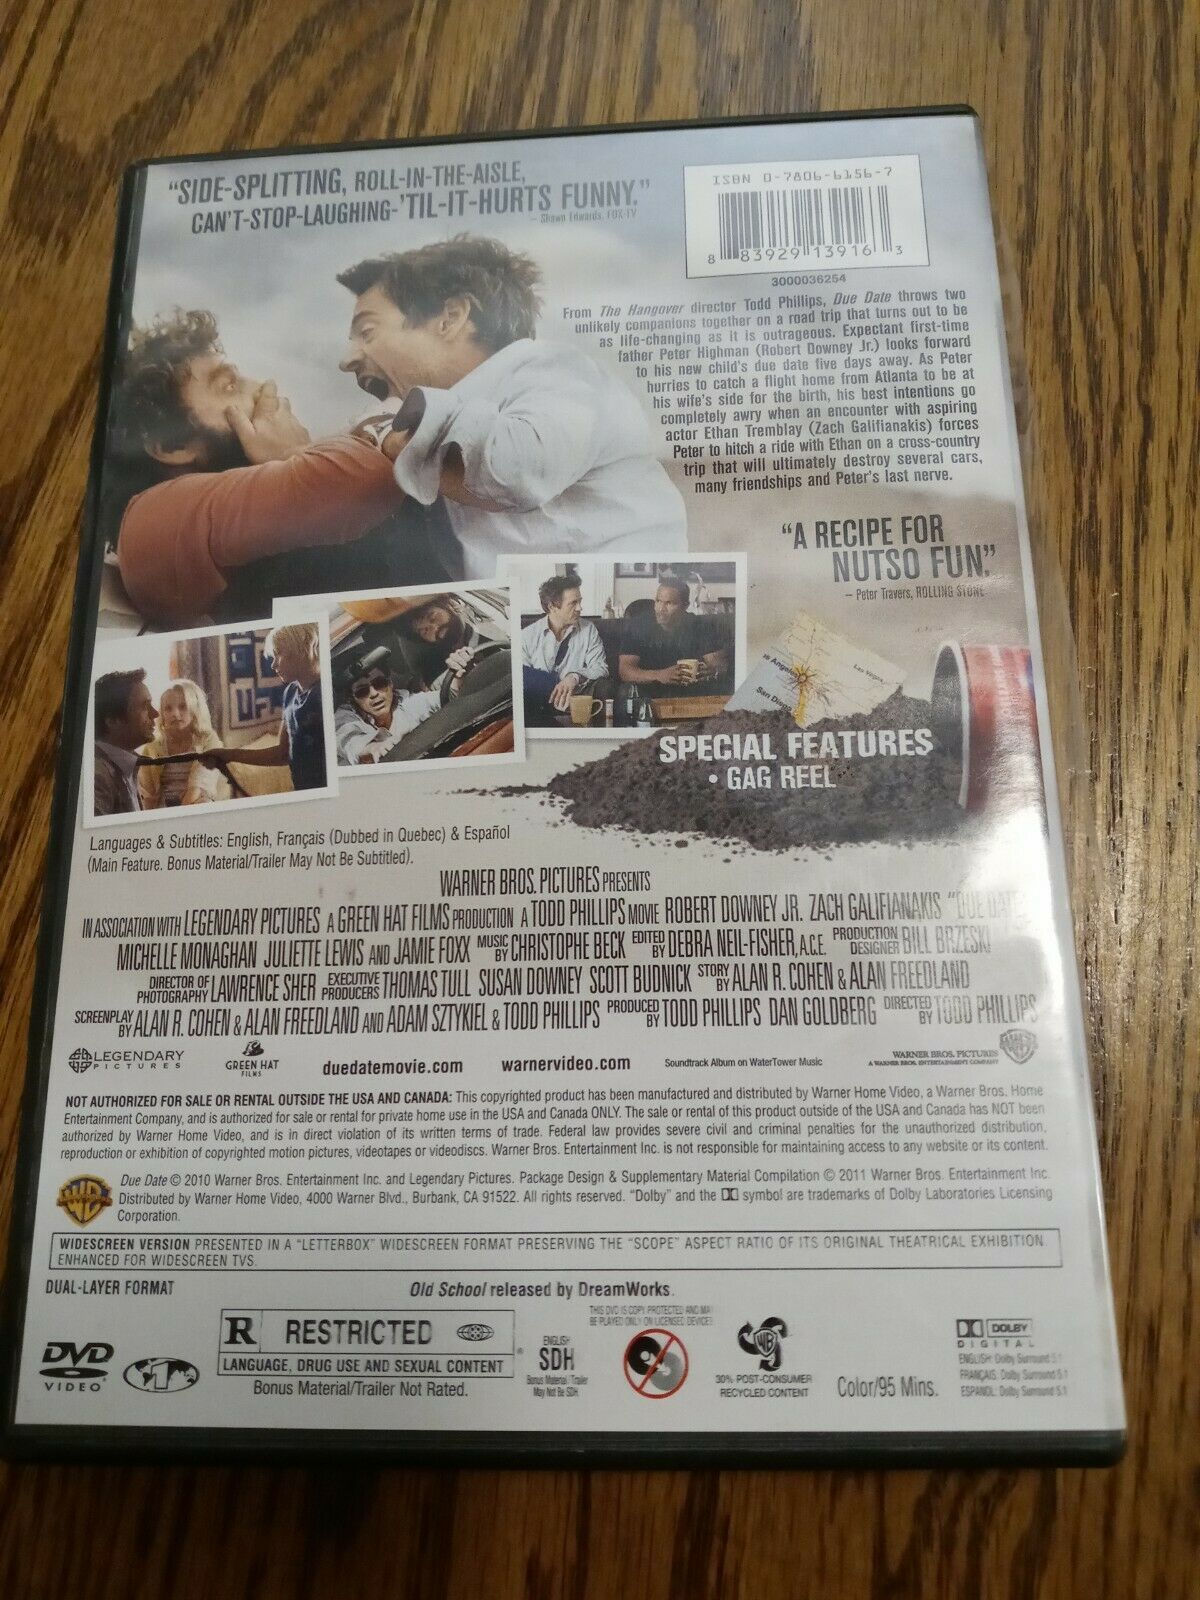 “SIDE-SPLITTING, ROLL-IN-THE-AISLE,
CAN'T-STOP-LAUGHING-'TIL-IT-HURTS FUNNY.”
– Shawn Edwards, FOX-TV
ISBN 0-7806-6156-7
8 83929 13916 3
3000036254
From The Hangover director Todd Phillips, Due Date throws two
unlikely companions together on a road trip that turns out to be
as life-changing as it is outrageous. Expectant first-time
father Peter Highman (Robert Downey Jr.) looks forward
to his new child's due date five days away. As Peter
hurries to catch a flight home from Atlanta to be at
his wife's side for the birth, his best intentions go
completely awry when an encounter with aspiring
actor Ethan Tremblay (Zach Galifianakis) forces
Peter to hitch a ride with Ethan on a cross-country
trip that will ultimately destroy several cars,
many friendships and Peter's last nerve.
“A RECIPE FOR
NUTSO FUN.”
– Peter Travers, ROLLING STONE
Las Vegas
San Diego
SPECIAL FEATURES
• GAG REEL
Languages & Subtitles: English, Français (Dubbed in Quebec) & Español
(Main Feature. Bonus Material/Trailer May Not Be Subtitled).
WARNER BROS. PICTURES PRESENTS
IN ASSOCIATION WITH LEGENDARY PICTURES A GREEN HAT FILMS PRODUCTION A TODD PHILLIPS MOVIE ROBERT DOWNEY JR. ZACH GALIFIANAKIS “DUE DATE”
MICHELLE MONAGHAN JULIETTE LEWIS AND JAMIE FOXX MUSIC BY CHRISTOPHE BECK EDITED BY DEBRA NEIL-FISHER, A.C.E. PRODUCTION DESIGNER BILL BRZESKI
DIRECTOR OF PHOTOGRAPHY LAWRENCE SHER EXECUTIVE PRODUCERS THOMAS TULL SUSAN DOWNEY SCOTT BUDNICK STORY BY ALAN R. COHEN & ALAN FREEDLAND
SCREENPLAY BY ALAN R. COHEN & ALAN FREEDLAND AND ADAM SZTYKIEL & TODD PHILLIPS PRODUCED BY TODD PHILLIPS DAN GOLDBERG DIRECTED BY TODD PHILLIPS
LEGENDARY PICTURES
GREEN HAT FILMS
duedatemovie.com
warnervideo.com
Soundtrack Album on WaterTower Music
WARNER BROS. PICTURES
A WARNER BROS. ENTERTAINMENT COMPANY
NOT AUTHORIZED FOR SALE OR RENTAL OUTSIDE THE USA AND CANADA: This copyrighted product has been manufactured and distributed by Warner Home Video, a Warner Bros. Home
Entertainment Company, and is authorized for sale or rental for private home use in the USA and Canada ONLY. The sale or rental of this product outside of the USA and Canada has NOT been
authorized by Warner Home Video, and is in direct violation of its written terms of trade. Federal law provides severe civil and criminal penalties for the unauthorized distribution,
reproduction or exhibition of copyrighted motion pictures, videotapes or videodiscs. Warner Bros. Entertainment Inc. is not responsible for maintaining access to any website or its content.
Due Date © 2010 Warner Bros. Entertainment Inc. and Legendary Pictures. Package Design & Supplementary Material Compilation © 2011 Warner Bros. Entertainment Inc.
Distributed by Warner Home Video, 4000 Warner Blvd., Burbank, CA 91522. All rights reserved. “Dolby” and the symbol are trademarks of Dolby Laboratories Licensing
Corporation.
WIDESCREEN VERSION PRESENTED IN A “LETTERBOX” WIDESCREEN FORMAT PRESERVING THE “SCOPE” ASPECT RATIO OF ITS ORIGINAL THEATRICAL EXHIBITION.
ENHANCED FOR WIDESCREEN TVS.
DUAL-LAYER FORMAT
Old School released by DreamWorks.
DVD
VIDEO
1
R RESTRICTED ®
LANGUAGE, DRUG USE AND SEXUAL CONTENT
Bonus Material/Trailer Not Rated.
ENGLISH
SDH
Bonus Material/Trailer
May Not Be SDH.
THIS DVD IS COPY PROTECTED AND MAY
BE PLAYED ONLY ON LICENSED DEVICES
30% POST-CONSUMER
RECYCLED CONTENT
Color/95 Mins.
DOLBY
DIGITAL
ENGLISH: Dolby Surround 5.1
FRANÇAIS: Dolby Surround 5.1
ESPAÑOL: Dolby Surround 5.1